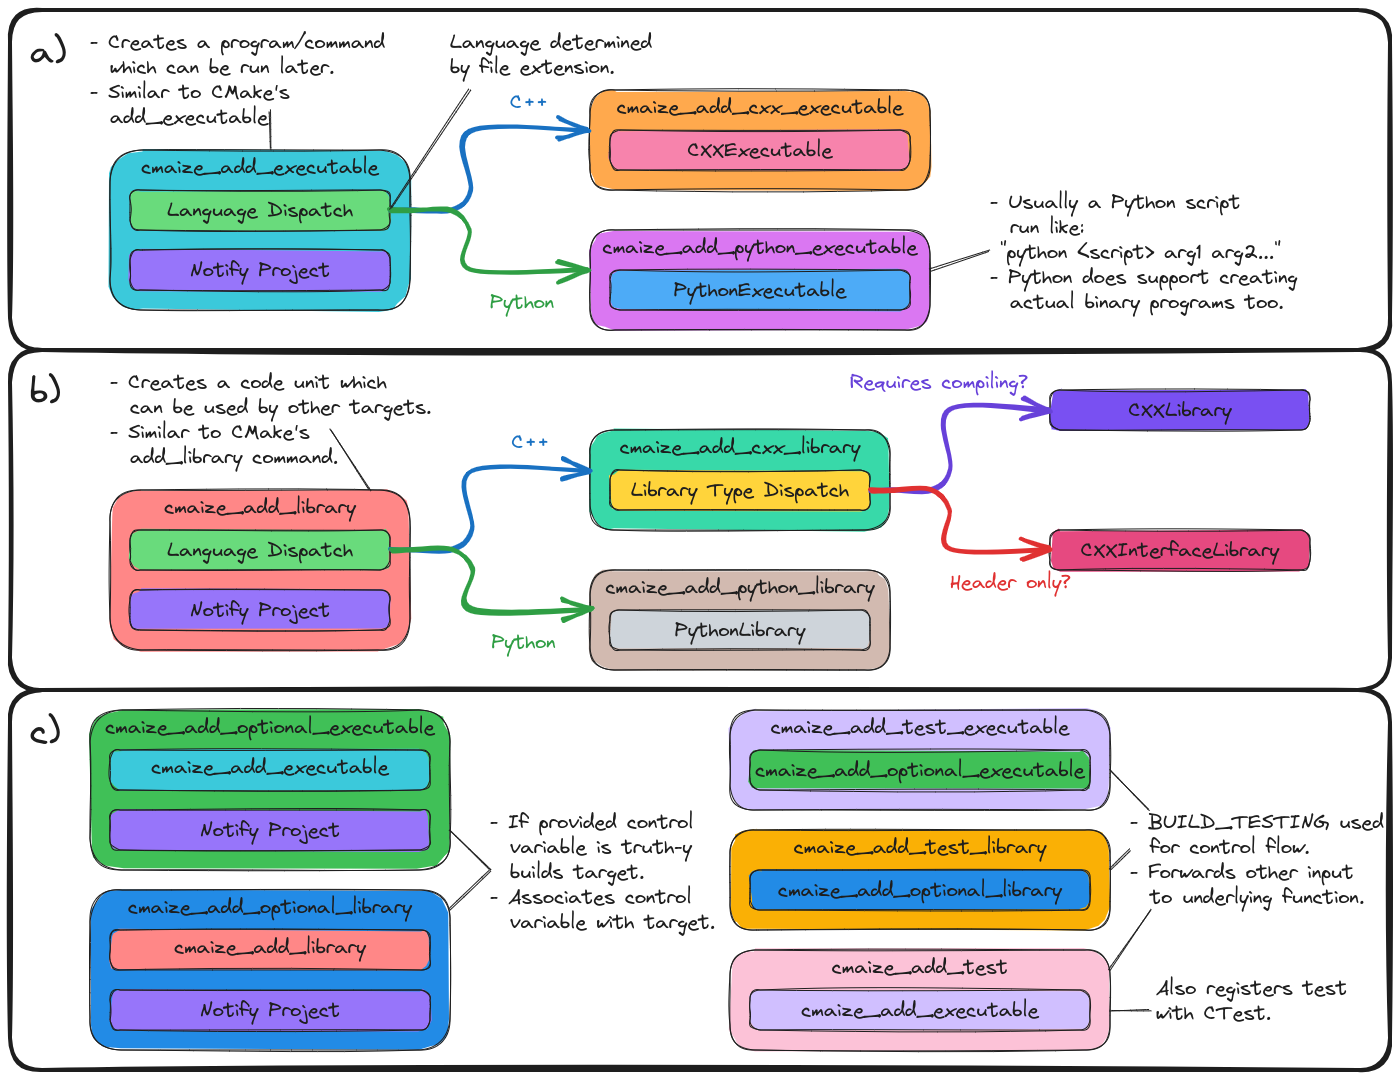 a)
- Creates a program/command
which can be run later.
- Similar to CMake's
add_executable
Language determined
by file extension.
cmaize_add_executable
Language Dispatch
Notify Project
C++
Python
cmaize_add_cxx_executable
CXXExecutable
cmaize_add_python_executable
PythonExecutable
- Usually a Python script
run like:
"python <script> arg1 arg2..."
- Python does support creating
actual binary programs too.
b)
- Creates a code unit which
can be used by other targets.
- Similar to CMake's
add_library command.
cmaize_add_library
Language Dispatch
Notify Project
C++
Python
cmaize_add_cxx_library
Library Type Dispatch
cmaize_add_python_library
PythonLibrary
Requires compiling?
CXXLibrary
CXXInterfaceLibrary
Header only?
c)
cmaize_add_optional_executable
cmaize_add_executable
Notify Project
cmaize_add_optional_library
cmaize_add_library
Notify Project
- If provided control
variable is truth-y
builds target.
- Associates control
variable with target.
cmaize_add_test_executable
cmaize_add_optional_executable
cmaize_add_test_library
cmaize_add_optional_library
cmaize_add_test
cmaize_add_executable
- BUILD_TESTING, used
for control flow.
- Forwards other input
to underlying function.
Also registers test
with CTest.